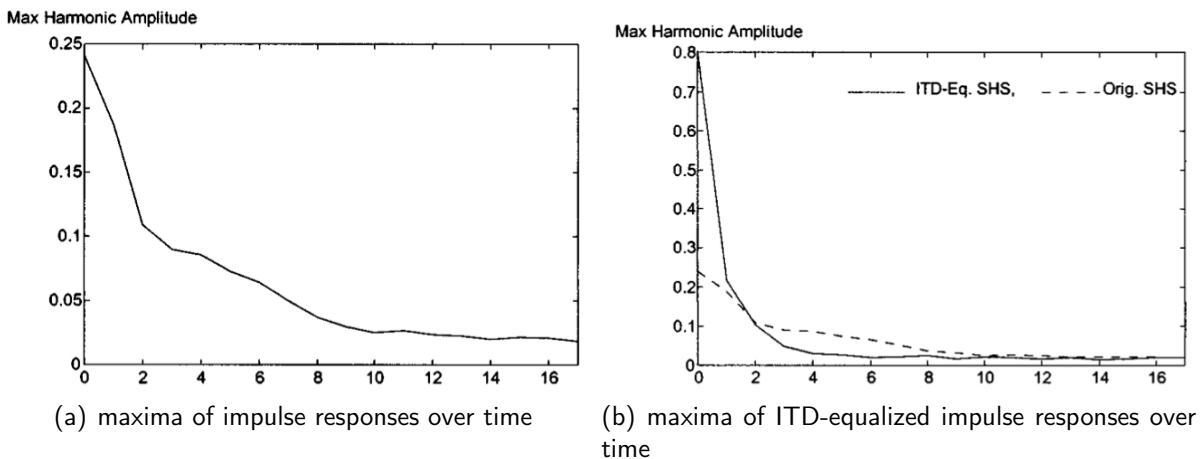 Max Harmonic Amplitude
0.25
0.2
0.15
0.1
0.05
0
0 2 4 6 8 10 12 14 16
(a) maxima of impulse responses over time
Max Harmonic Amplitude
0.8
0.7
0.6
0.5
0.4
0.3
0.2
0.1
0
ITD-Eq. SHS, Orig. SHS
0 2 4 6 8 10 12 14 16
(b) maxima of ITD-equalized impulse responses over
time